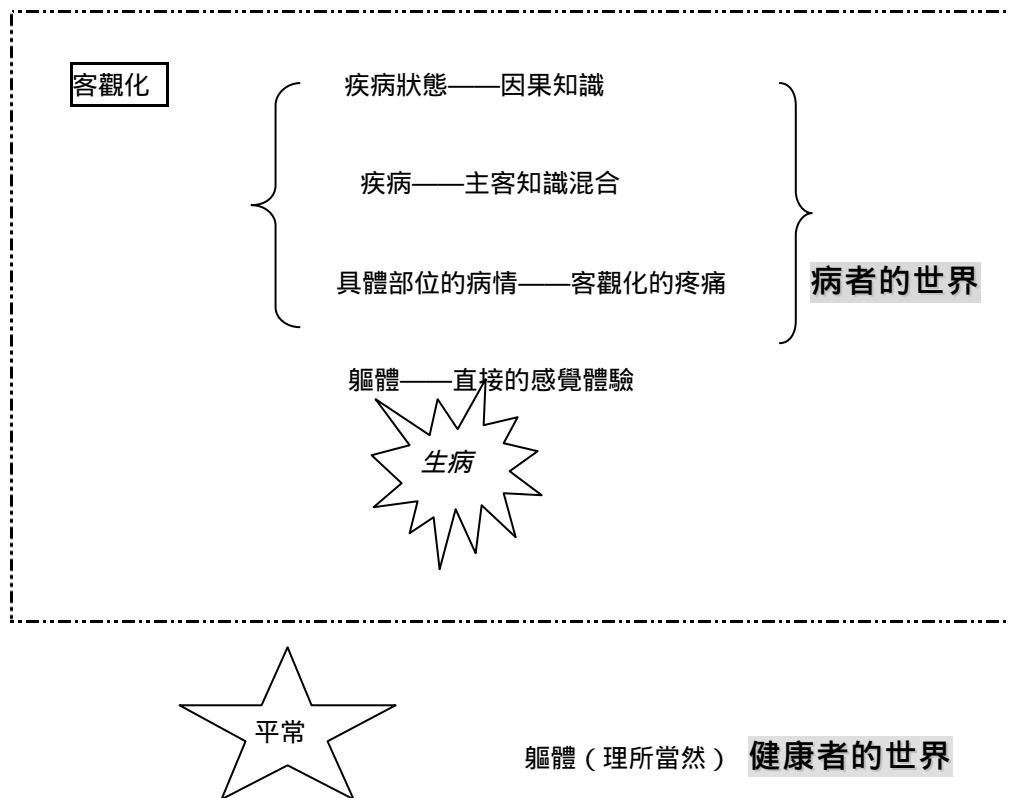 客觀化
疾病狀態——因果知識
疾病——主客知識混合
具體部位的病情——客觀化的疼痛
病者的世界
軀體——直接的感覺體驗
生病
平常
軀體（理所當然）
健康者的世界